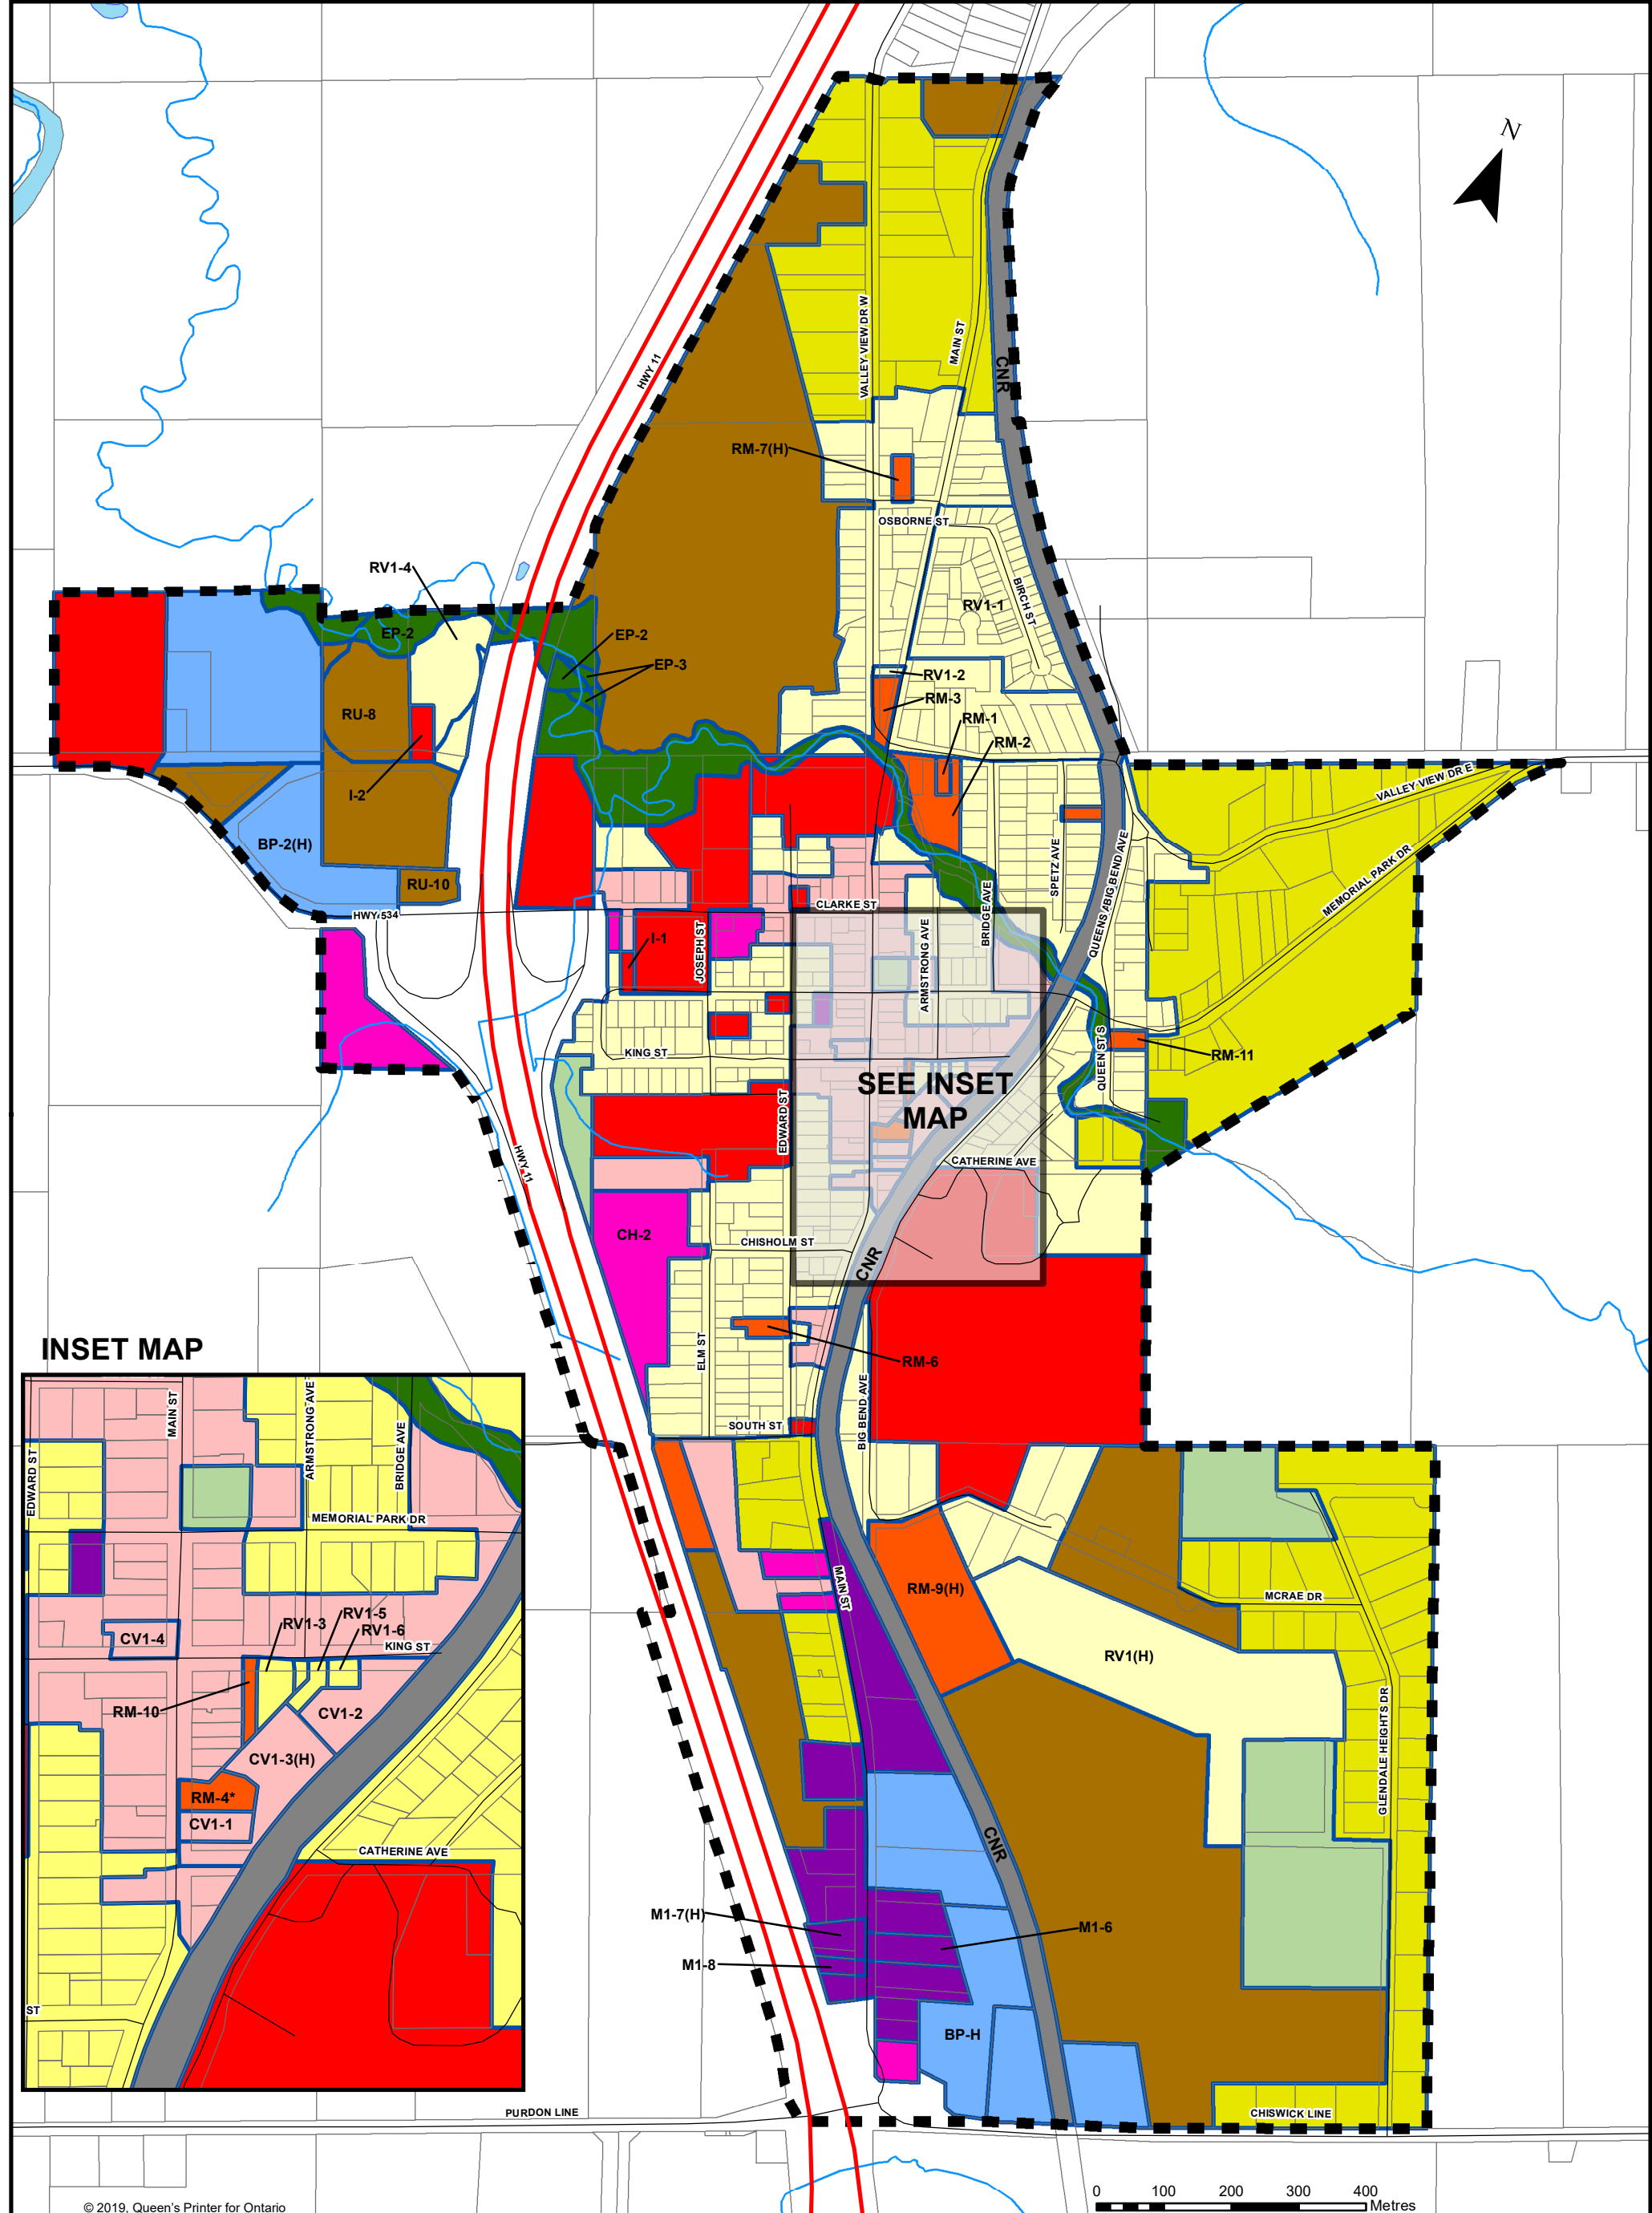 N
HWY 11
VALLEY VIEW DR W
MAIN ST
CNR
RM-7(H)
OSBORNE ST
BIRCH ST
RV1-1
RV1-4
EP-2
EP-2
EP-3
RV1-2
RM-3
RM-1
RM-2
RU-8
I-2
BP-2(H)
RU-10
HWY 534
VALLEY VIEW DR E
MEMORIAL PARK DR
SPETZ AVE
QUEENS ABIG BEND AVE
BRIDGE AVE
CLARKE ST
ARMSTRONG AVE
JOSEPH ST
I-1
KING ST
QUEEN ST S
RM-11
SEE INSET
MAP
EDWARD ST
HWY 11
CATHERINE AVE
CH-2
CHISHOLM ST
CNR
ELM ST
RM-6
BIG BEND AVE
SOUTH ST
MAIN ST
RM-9(H)
MCRAE DR
RV1(H)
GLENDALE HEIGHTS DR
CNR
M1-7(H)
M1-6
M1-8
BP-H
CHISWICK LINE
PURDON LINE
INSET MAP
EDWARD ST
MAIN ST
ARMSTRONG AVE
BRIDGE AVE
MEMORIAL PARK DR
CV1-4
RV1-3
RV1-5
RV1-6
KING ST
RM-10
CV1-2
CV1-3(H)
RM-4*
CV1-1
CATHERINE AVE
ST
© 2019, Queen's Printer for Ontario
0 100 200 300 400
Metres